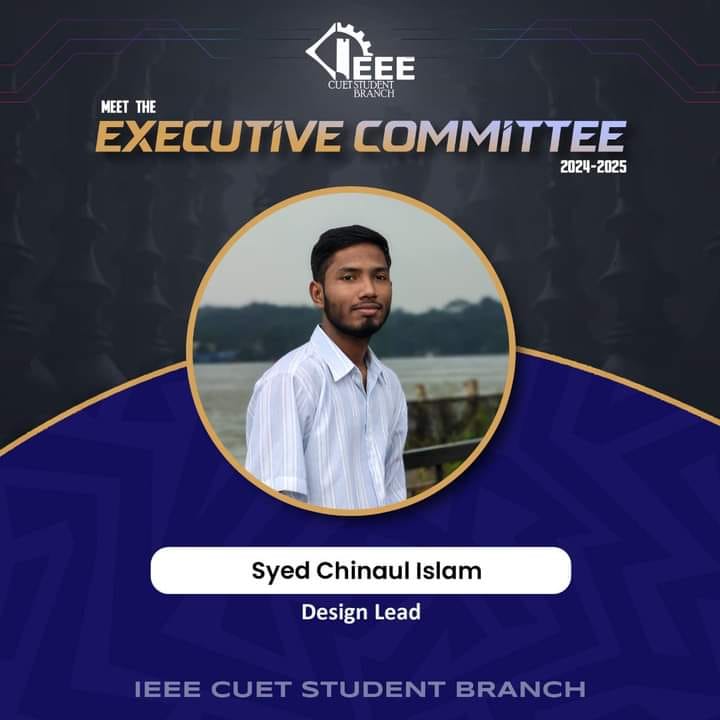 IEEE
CUET STUDENT
BRANCH
MEET THE
EXECUTIVE COMMITTEE
2024-2025
Syed Chinaul Islam
Design Lead
IEEE CUET STUDENT BRANCH